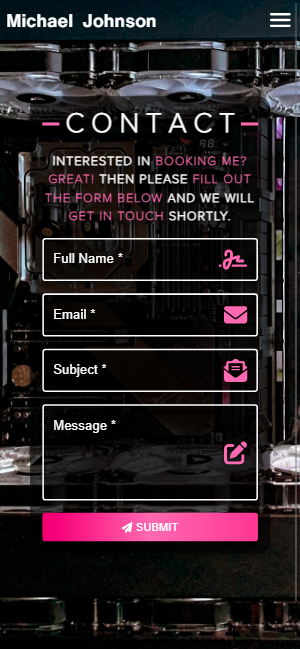 Michael Johnson
CONTACT
INTERESTED IN BOOKING ME?
GREAT! THEN PLEASE FILL OUT
THE FORM BELOW AND WE WILL
GET IN TOUCH SHORTLY.
Full Name *
Email *
Subject *
Message *
SUBMIT